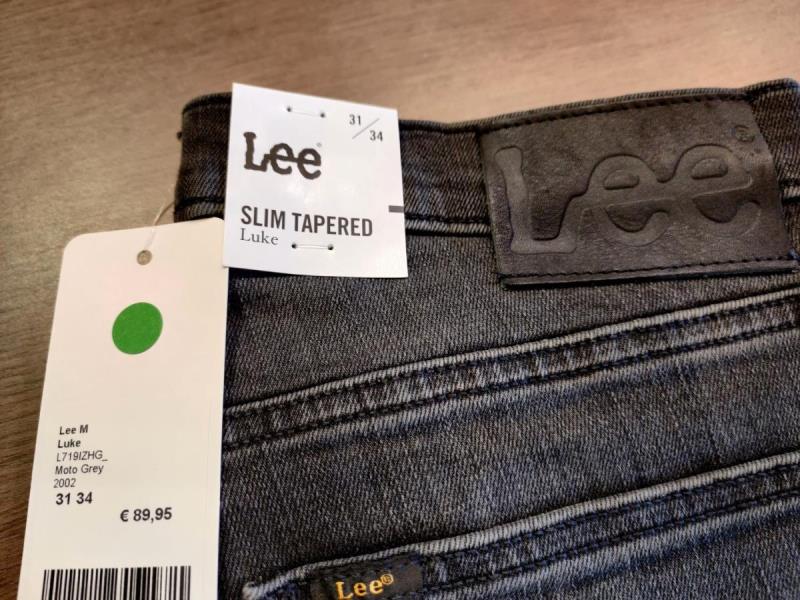 31
34
Lee
SLIM TAPERED
Luke
Lee®
Lee M
Luke
L719IZHG_
Moto Grey
2002
31 34
€ 89,95
Lee®